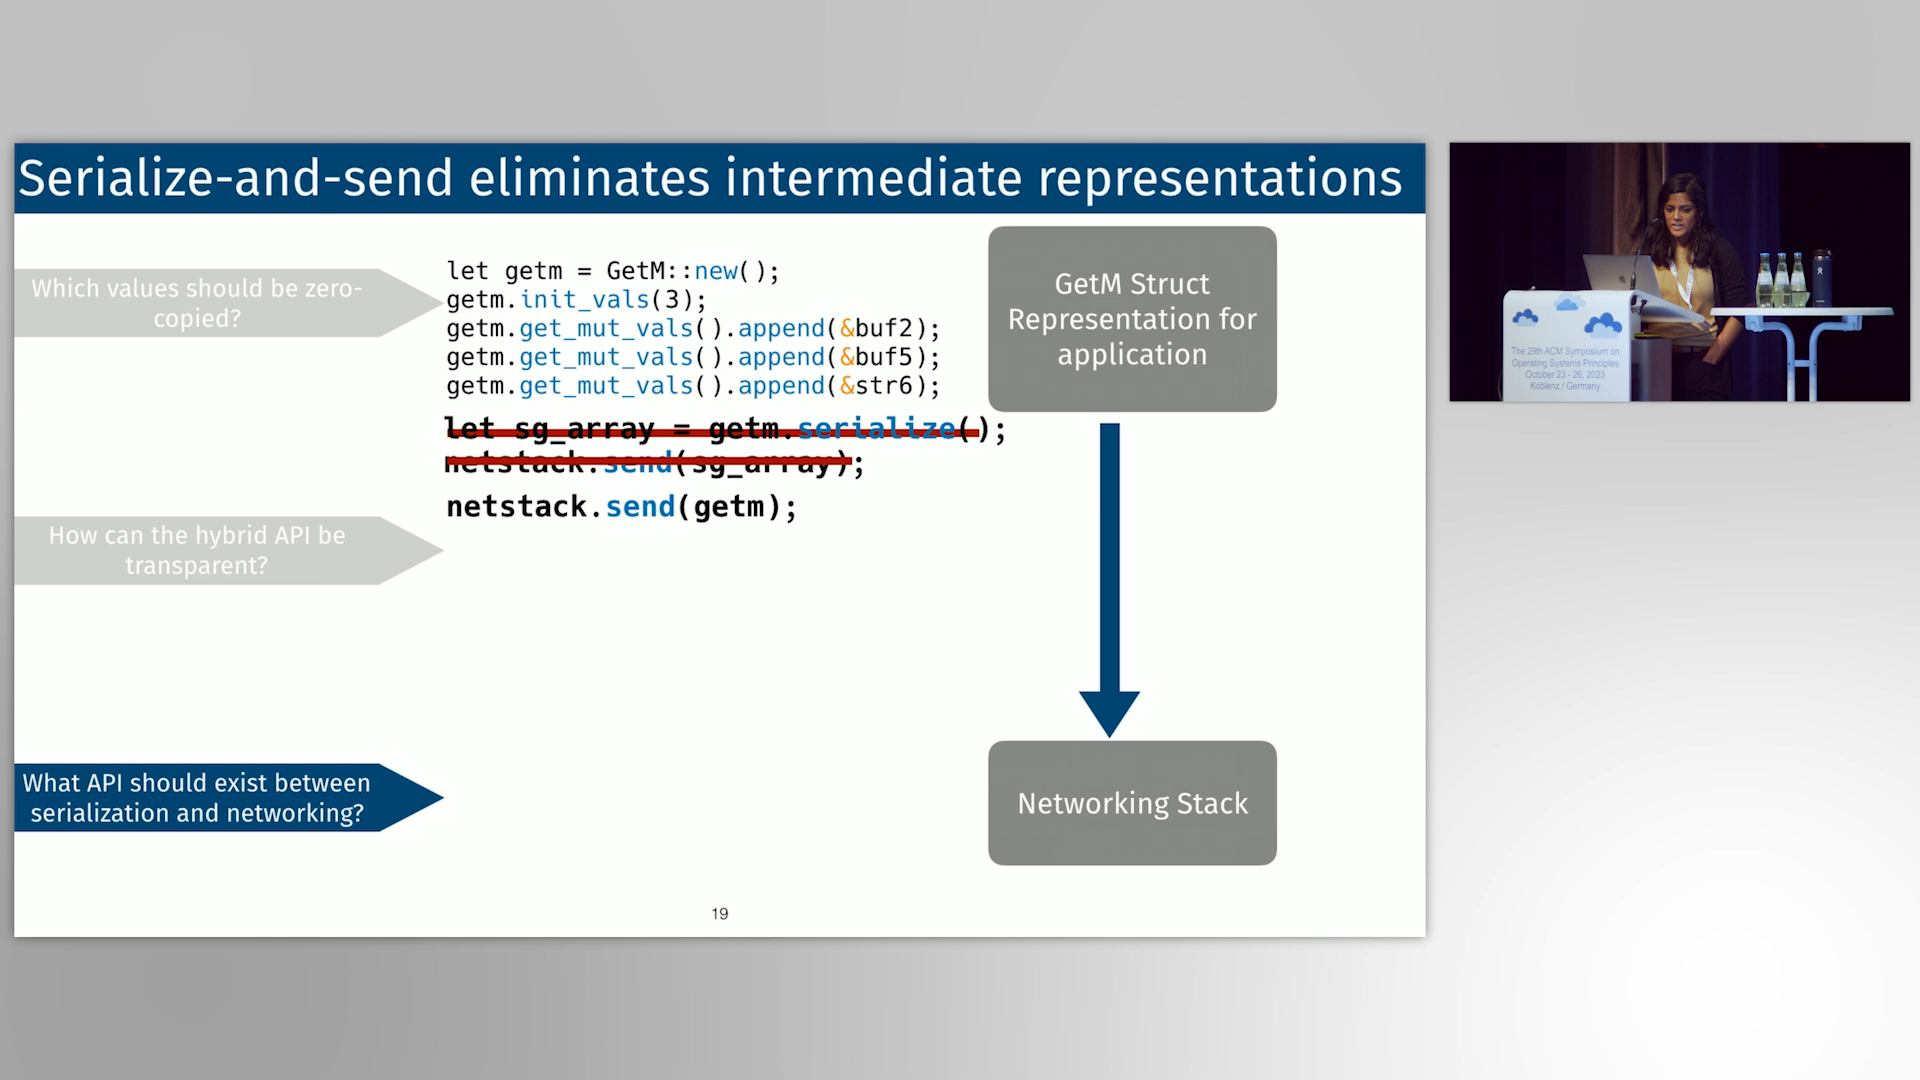 Serialize-and-send eliminates intermediate representations
Which values should be zero-
copied?
How can the hybrid API be
transparent?
What API should exist between
serialization and networking?
let getm = GetM::new();
getm.init_vals(3);
getm.get_mut_vals().append(&buf2);
getm.get_mut_vals().append(&buf5);
getm.get_mut_vals().append(&str6);
let sg_array = getm.serialize();
netstack.send(sg_array);
netstack.send(getm);
GetM Struct
Representation for
application
Networking Stack
19
The 29th ACM Symposium on
Operating Systems Principles
October 23 - 26, 2023
Koblenz / Germany